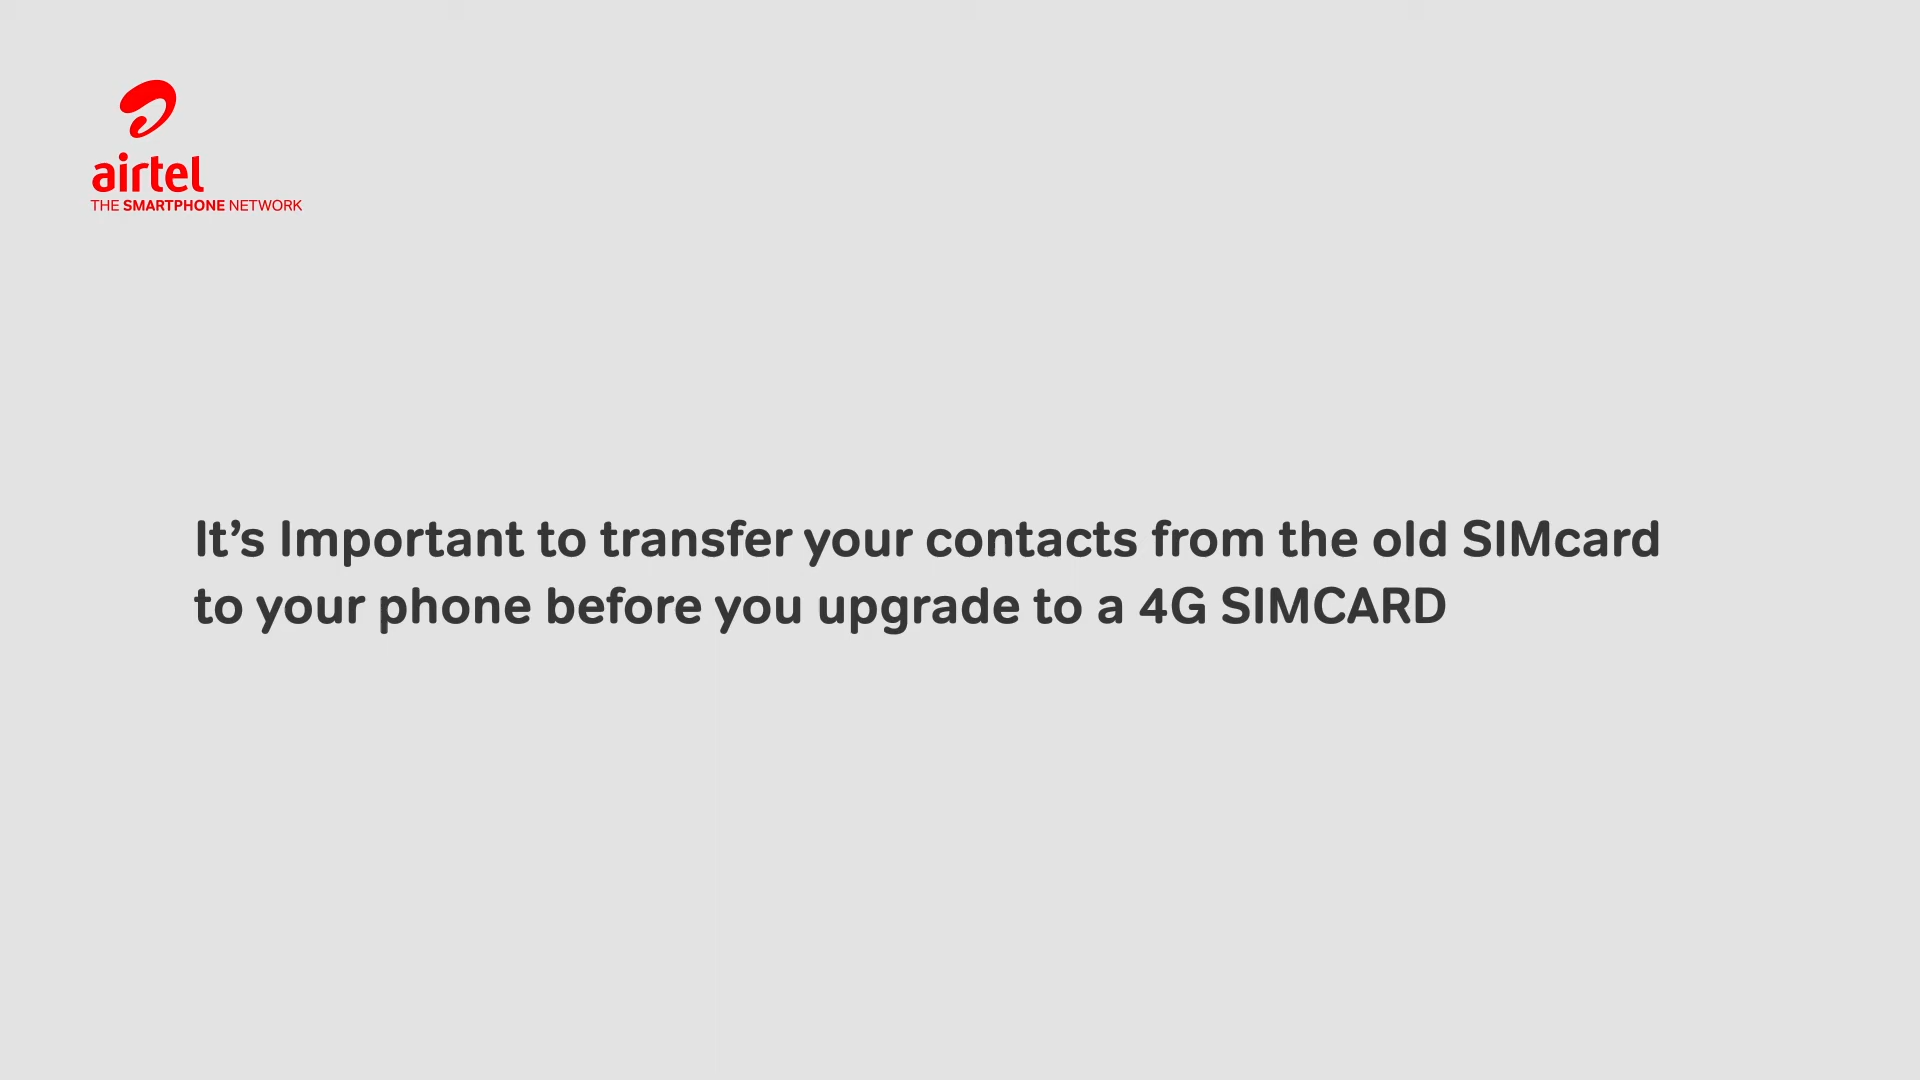 airtel
THE SMARTPHONE NETWORK
It’s Important to transfer your contacts from the old SIMcard
to your phone before you upgrade to a 4G SIMCARD